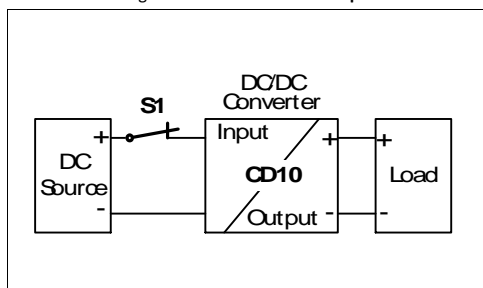 DC/DC
Converter
S1
+ Input + +
DC
Source CD10 Load
- Output - -